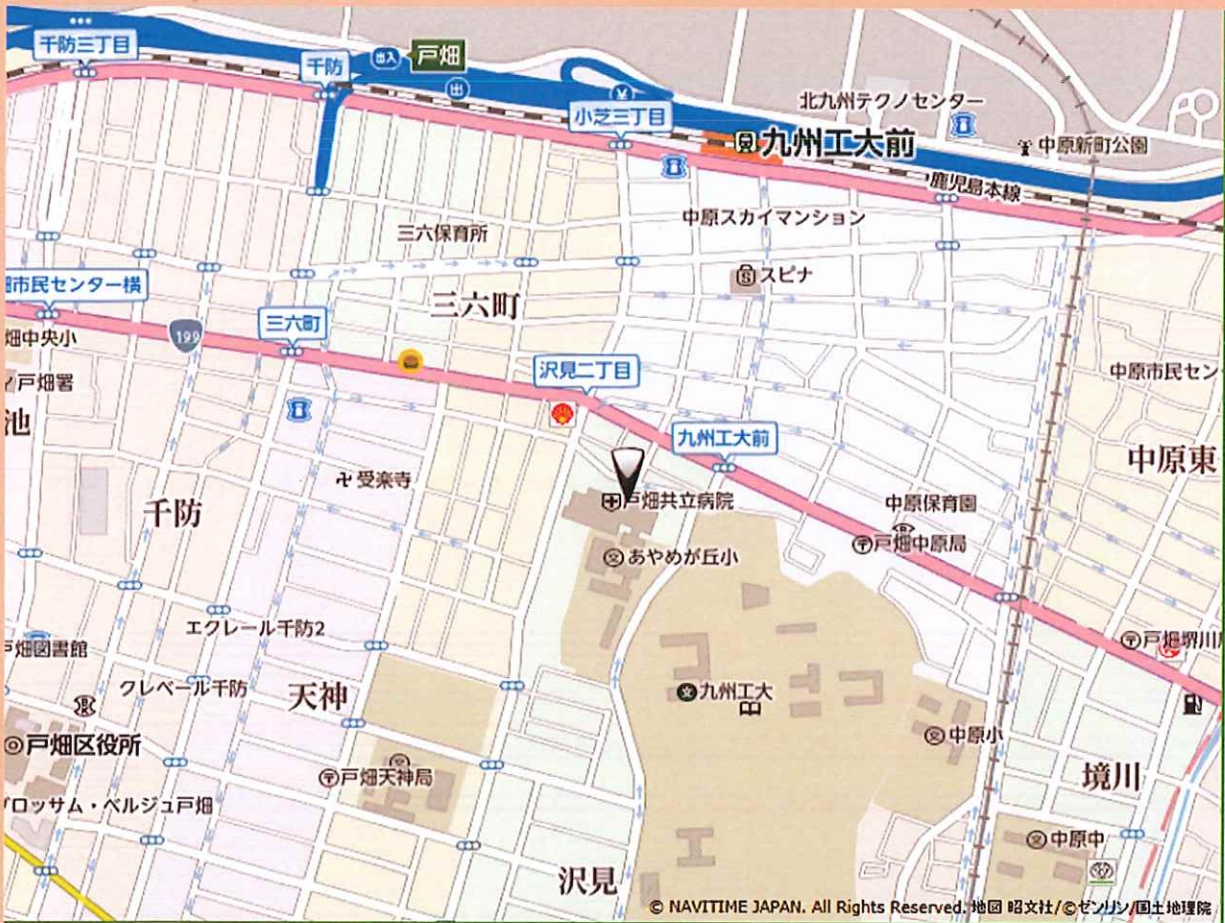 千防三丁目
出入
戸畑
千防
出
¥
小芝三丁目
北九州テクノセンター
九州工大前
中原新町公園
鹿児島本線
三六保育所
中原スカイマンション
畑市民センター横
三六町
S
スピナ
199
三六町
畑中央小
沢見二丁目
戸畑署
中原市民セン
池
九州工大前
中原東
卍受楽寺
千防
戸畑共立病院
中原保育園
〒戸畑中原局
文
あやめが丘小
エクレール千防2
戸畑図書館
〒戸畑堺川
クレベール千防
天神
九州工大
文
中原小
◎戸畑区役所
文
〒戸畑天神局
境川
ブロッサム・ベルジュ戸畑
文
中原中
沢見
© NAVITIME JAPAN. All Rights Reserved. 地図 昭文社/©ゼンリン/国土地理院